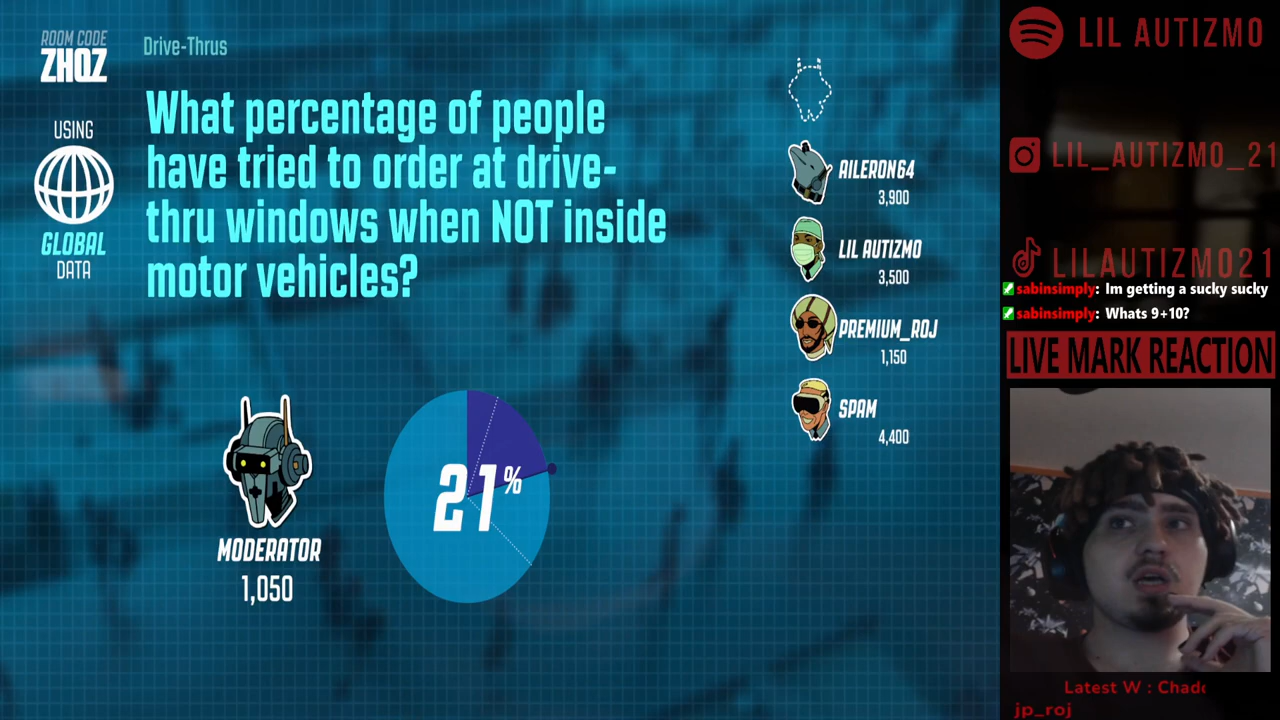 ROOM CODE
ZHQZ
Drive-Thrus
What percentage of people
have tried to order at drive-
thru windows when NOT inside
motor vehicles?
USING
GLOBAL
DATA
MODERATOR
1,050
21%
AILERON64
3,900
LIL AUTIZMO
3,500
PREMIUM_ROJ
1,150
SPAM
4,400
LIL AUTIZMO
LIL_AUTIZMO_21
LILAUTIZMO21
sabinsimply: Im getting a sucky sucky
sabinsimply: Whats 9+10?
LIVE MARK REACTION
Latest W : Chad
jp_roj